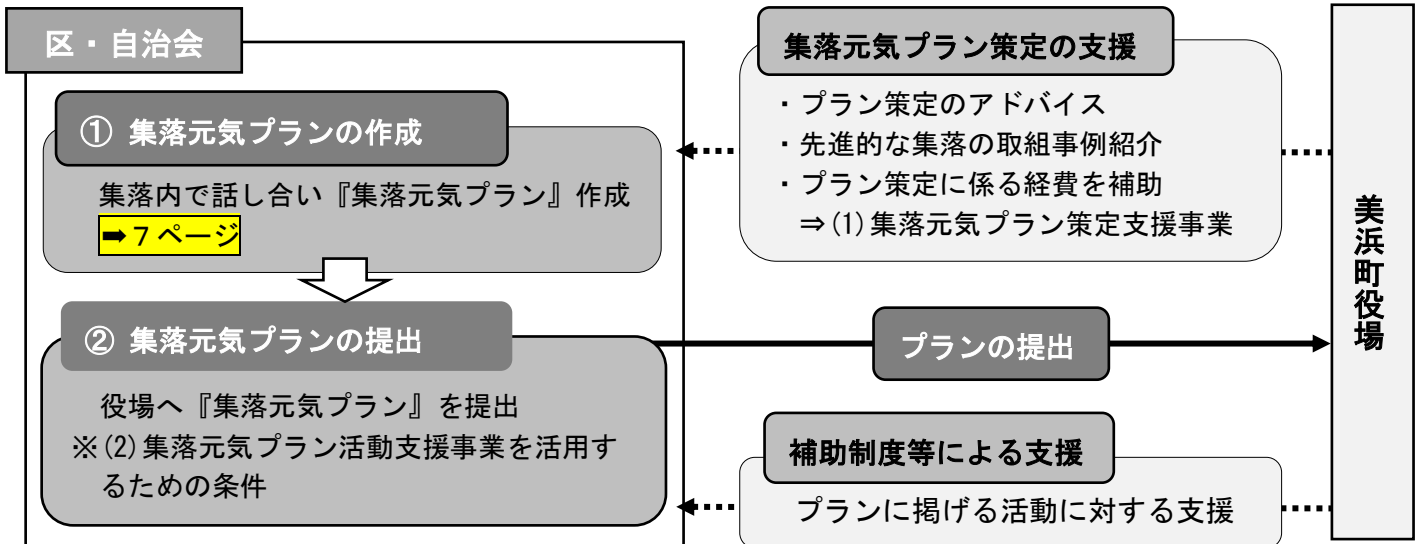 区・自治会
① 集落元気プランの作成
集落内で話し合い『集落元気プラン』作成
➡７ページ
② 集落元気プランの提出
役場へ『集落元気プラン』を提出
※(2)集落元気プラン活動支援事業を活用す
るための条件
集落元気プラン策定の支援
・プラン策定のアドバイス
・先進的な集落の取組事例紹介
・プラン策定に係る経費を補助
⇒(1)集落元気プラン策定支援事業
プランの提出
補助制度等による支援
プランに掲げる活動に対する支援
美浜町役場